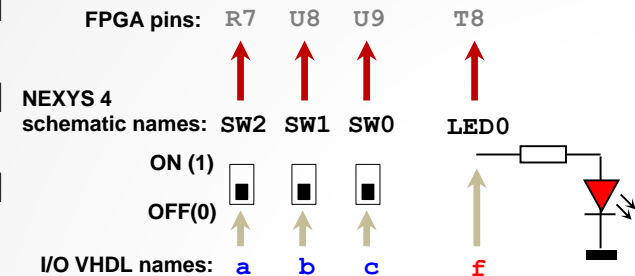 FPGA pins: R7 U8 U9 T8
NEXYS 4
schematic names: SW2 SW1 SW0 LED0
ON (1)
OFF(0)
I/O VHDL names: a b c f